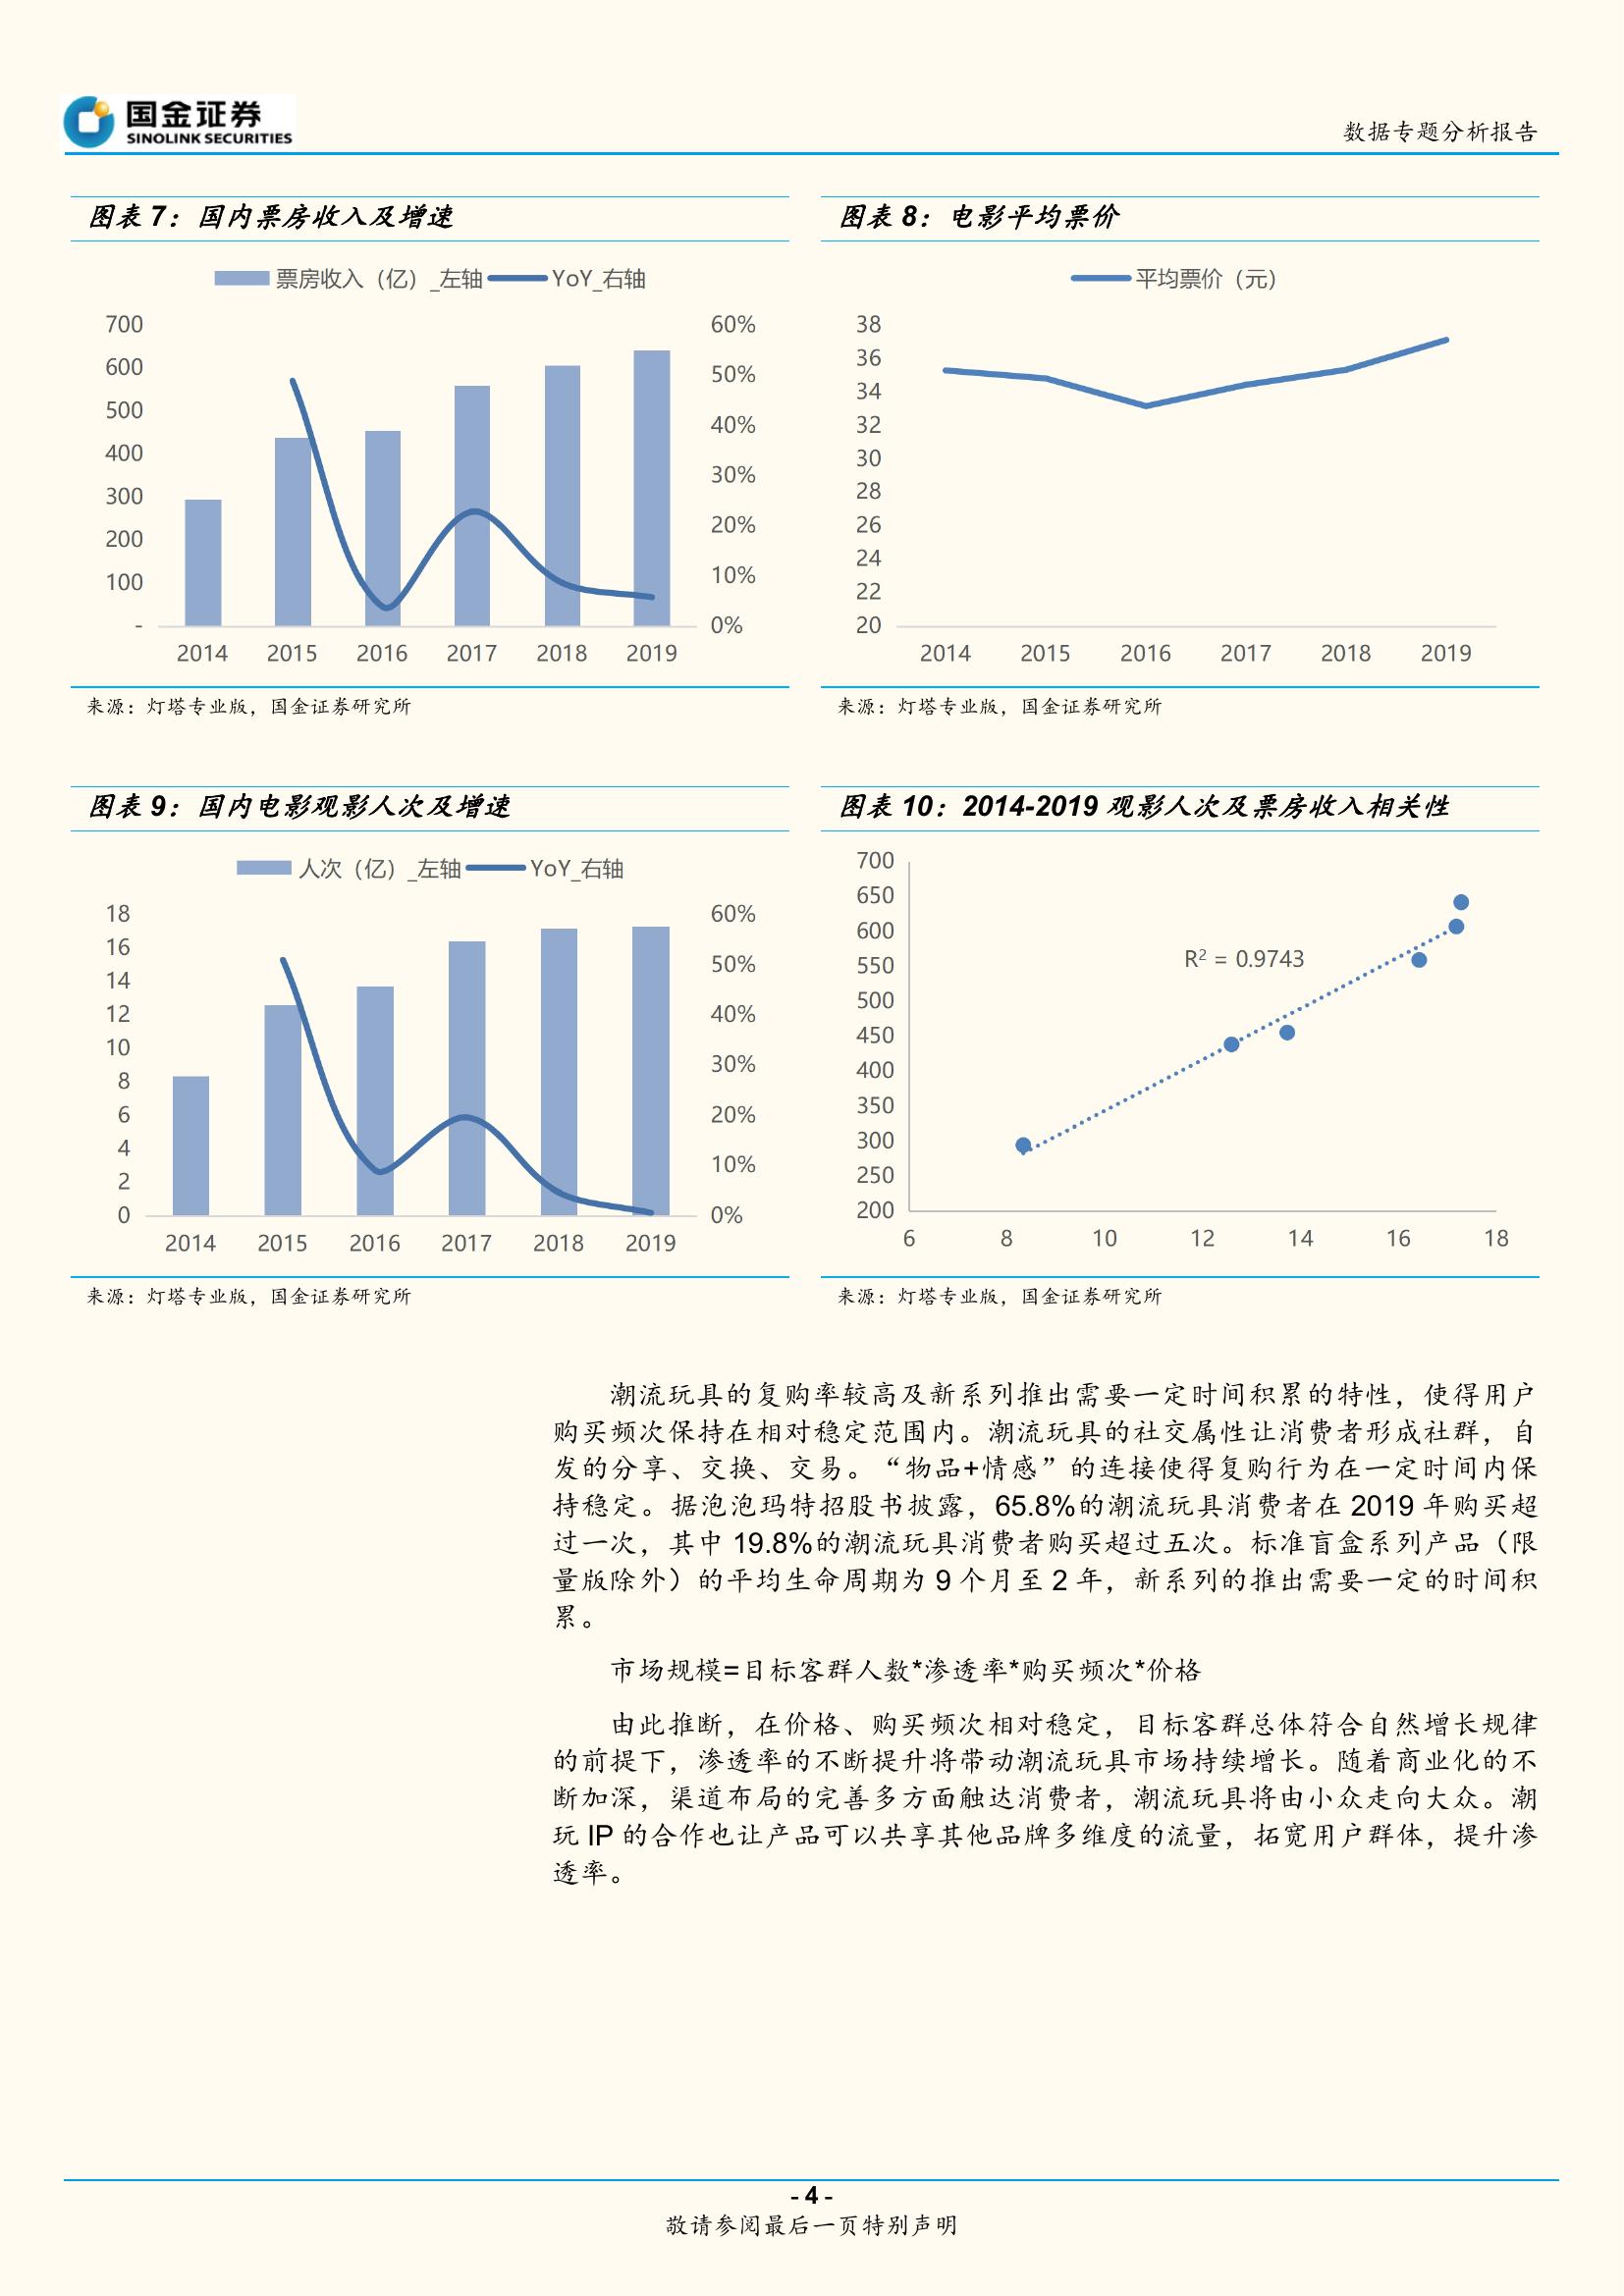 国金证券
SINOLINK SECURITIES
数据专题分析报告
图表 7：国内票房收入及增速
票房收入（亿）_左轴 YoY_右轴
700
600
500
400
300
200
100
-
60%
50%
40%
30%
20%
10%
0%
2014 2015 2016 2017 2018 2019
来源：灯塔专业版，国金证券研究所
图表 8：电影平均票价
平均票价（元）
38
36
34
32
30
28
26
24
22
20
2014 2015 2016 2017 2018 2019
来源：灯塔专业版，国金证券研究所
图表 9：国内电影观影人次及增速
人次（亿）_左轴 YoY_右轴
18
16
14
12
10
8
6
4
2
0
60%
50%
40%
30%
20%
10%
0%
2014 2015 2016 2017 2018 2019
来源：灯塔专业版，国金证券研究所
图表 10：2014-2019 观影人次及票房收入相关性
700
650
600
550
500
450
400
350
300
250
200
R² = 0.9743
6 8 10 12 14 16 18
来源：灯塔专业版，国金证券研究所
潮流玩具的复购率较高及新系列推出需要一定时间积累的特性，使得用户
购买频次保持在相对稳定范围内。潮流玩具的社交属性让消费者形成社群，自
发的分享、交换、交易。“物品+情感”的连接使得复购行为在一定时间内保
持稳定。据泡泡玛特招股书披露，65.8%的潮流玩具消费者在 2019 年购买超
过一次，其中 19.8%的潮流玩具消费者购买超过五次。标准盲盒系列产品（限
量版除外）的平均生命周期为 9 个月至 2 年，新系列的推出需要一定的时间积
累。
市场规模=目标客群人数*渗透率*购买频次*价格
由此推断，在价格、购买频次相对稳定，目标客群总体符合自然增长规律
的前提下，渗透率的不断提升将带动潮流玩具市场持续增长。随着商业化的不
断加深，渠道布局的完善多方面触达消费者，潮流玩具将由小众走向大众。潮
玩 IP 的合作也让产品可以共享其他品牌多维度的流量，拓宽用户群体，提升渗
透率。
- 4 -
敬请参阅最后一页特别声明